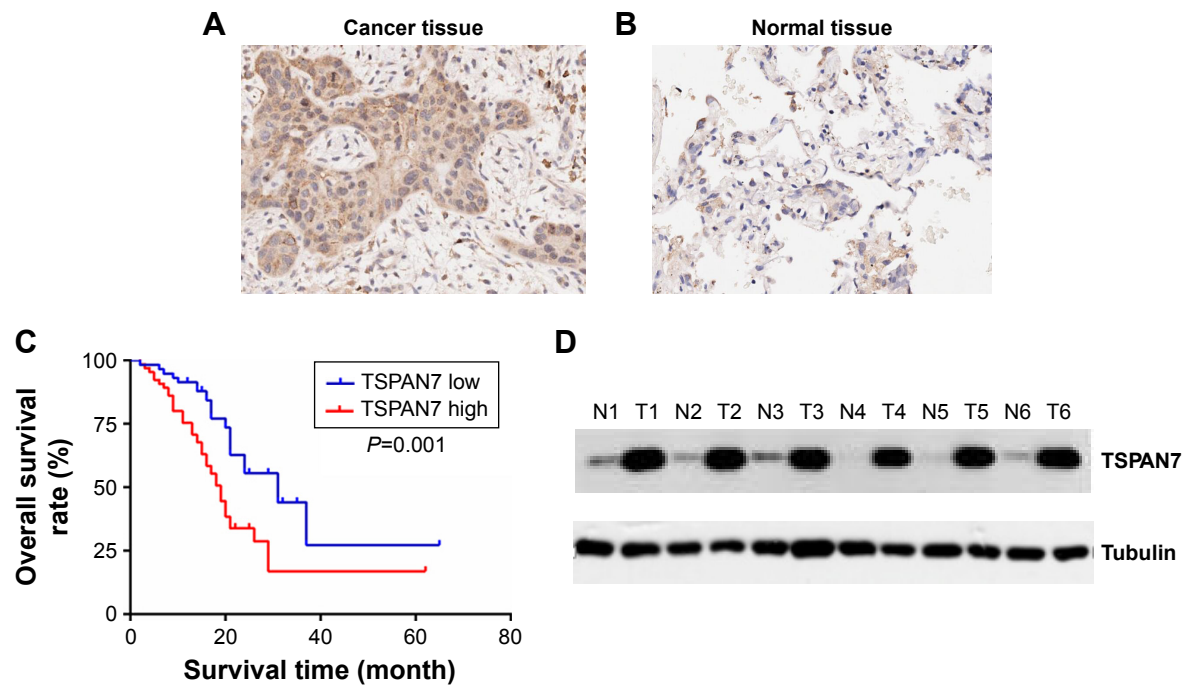 A
Cancer tissue
B
Normal tissue
C
Overall survival
rate (%)
100
75
50
25
0
0 20 40 60 80
Survival time (month)
TSPAN7 low
TSPAN7 high
P=0.001
D
N1 T1 N2 T2 N3 T3 N4 T4 N5 T5 N6 T6
TSPAN7
Tubulin